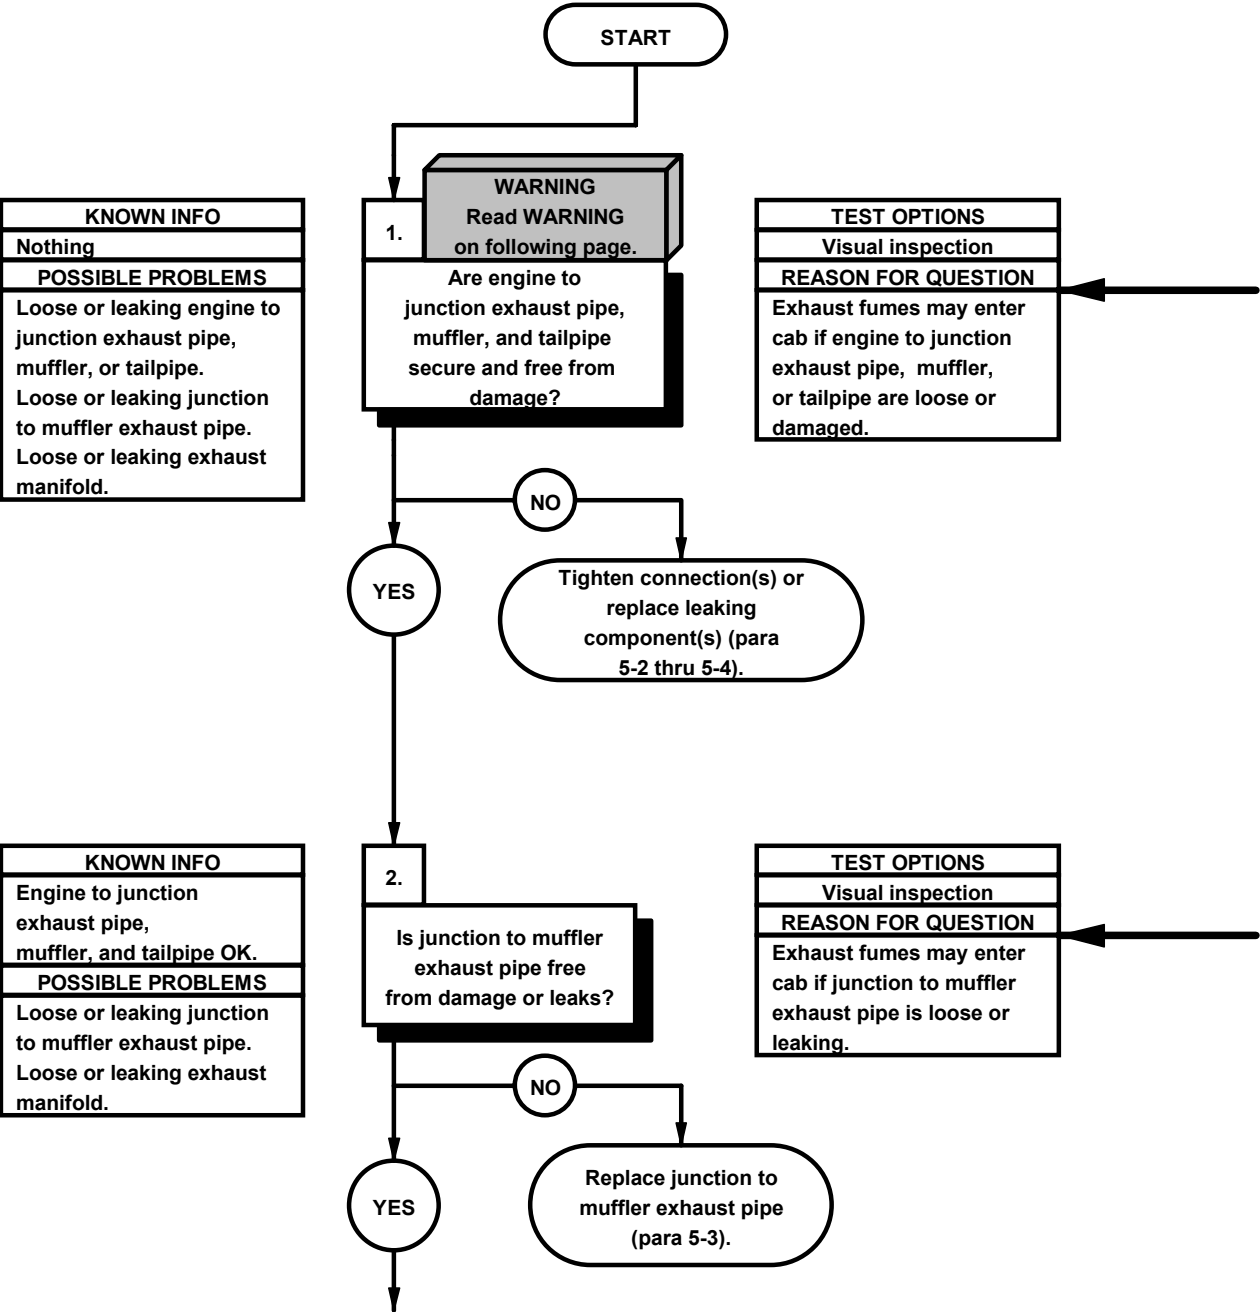 START
KNOWN INFO
Nothing
POSSIBLE PROBLEMS
Loose or leaking engine to
junction exhaust pipe,
muffler, or tailpipe.
Loose or leaking junction
to muffler exhaust pipe.
Loose or leaking exhaust
manifold.
1.
WARNING
Read WARNING
on following page.
Are engine to
junction exhaust pipe,
muffler, and tailpipe
secure and free from
damage?
TEST OPTIONS
Visual inspection
REASON FOR QUESTION
Exhaust fumes may enter
cab if engine to junction
exhaust pipe, muffler,
or tailpipe are loose or
damaged.
NO
YES
Tighten connection(s) or
replace leaking
component(s) (para
5-2 thru 5-4).
KNOWN INFO
Engine to junction
exhaust pipe,
muffler, and tailpipe OK.
POSSIBLE PROBLEMS
Loose or leaking junction
to muffler exhaust pipe.
Loose or leaking exhaust
manifold.
2.
Is junction to muffler
exhaust pipe free
from damage or leaks?
TEST OPTIONS
Visual inspection
REASON FOR QUESTION
Exhaust fumes may enter
cab if junction to muffler
exhaust pipe is loose or
leaking.
NO
YES
Replace junction to
muffler exhaust pipe
(para 5-3).